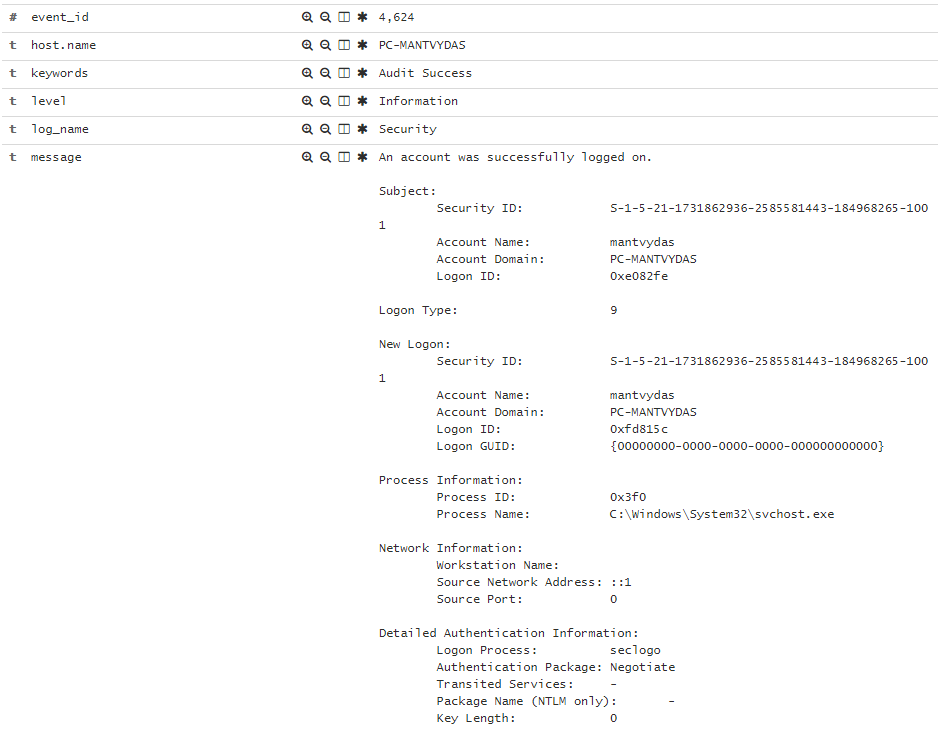 # event_id 4,624
t host.name PC-MANTVYDAS
t keywords Audit Success
t level Information
t log_name Security
t message An account was successfully logged on.
Subject:
Security ID: S-1-5-21-1731862936-2585581443-184968265-100
1
Account Name: mantvydas
Account Domain: PC-MANTVYDAS
Logon ID: 0xe082fe
Logon Type: 9
New Logon:
Security ID: S-1-5-21-1731862936-2585581443-184968265-100
1
Account Name: mantvydas
Account Domain: PC-MANTVYDAS
Logon ID: 0xfd815c
Logon GUID: {00000000-0000-0000-0000-000000000000}
Process Information:
Process ID: 0x3f0
Process Name: C:\Windows\System32\svchost.exe
Network Information:
Workstation Name:
Source Network Address: ::1
Source Port: 0
Detailed Authentication Information:
Logon Process: seclogo
Authentication Package: Negotiate
Transited Services: -
Package Name (NTLM only): -
Key Length: 0